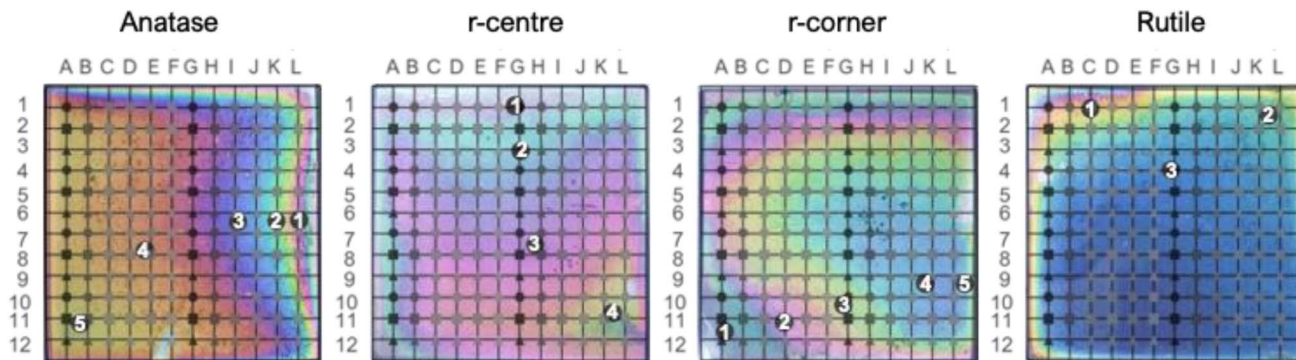 Anatase r-centre r-corner Rutile
A B C D E F G H I J K L A B C D E F G H I J K L A B C D E F G H I J K L A B C D E F G H I J K L
1 1 1 1 1 1 2
2 2 2 2 2
3 3 3 3
4 4 4 4 3
5 5 5 5
6 3 2 1 6 6 6
7 4 7 3 7 7
8 8 8 8
9 9 9 4 5 9
10 10 4 10 3 10
11 5 11 11 1 2 11
12 12 12 12